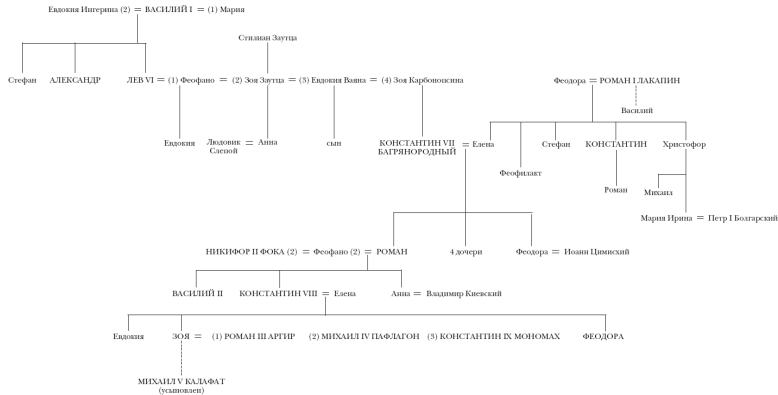 Евдокия Ингерина (2) = ВАСИЛИЙ I = (1) Мария
Стилиан Заутца
Стефан АЛЕКСАНДР ЛЕВ VI = (1) Феофано = (2) Зоя Заутца = (3) Евдокия Ваяна = (4) Зоя Карбонопсина Феодора = РОМАН I ЛАКАПИН
Василий
Евдокия Людовик Слепой = Анна сын КОНСТАНТИН VII БАГРЯНОРОДНЫЙ = Елена Стефан КОНСТАНТИН Христофор
Феофилакт
Роман Михаил
Мария Ирина = Петр I Болгарский
НИКИФОР II ФОКА (2) = Феофано (2) = РОМАН 4 дочери Феодора = Иоанн Цимисхий
ВАСИЛИЙ II КОНСТАНТИН VIII = Елена Анна = Владимир Киевский
Евдокия ЗОЯ = (1) РОМАН III АРГИР (2) МИХАИЛ IV ПАФЛАГОН (3) КОНСТАНТИН IX МОНОМАХ ФЕОДОРА
МИХАИЛ V КАЛАФАТ
(усыновлен)